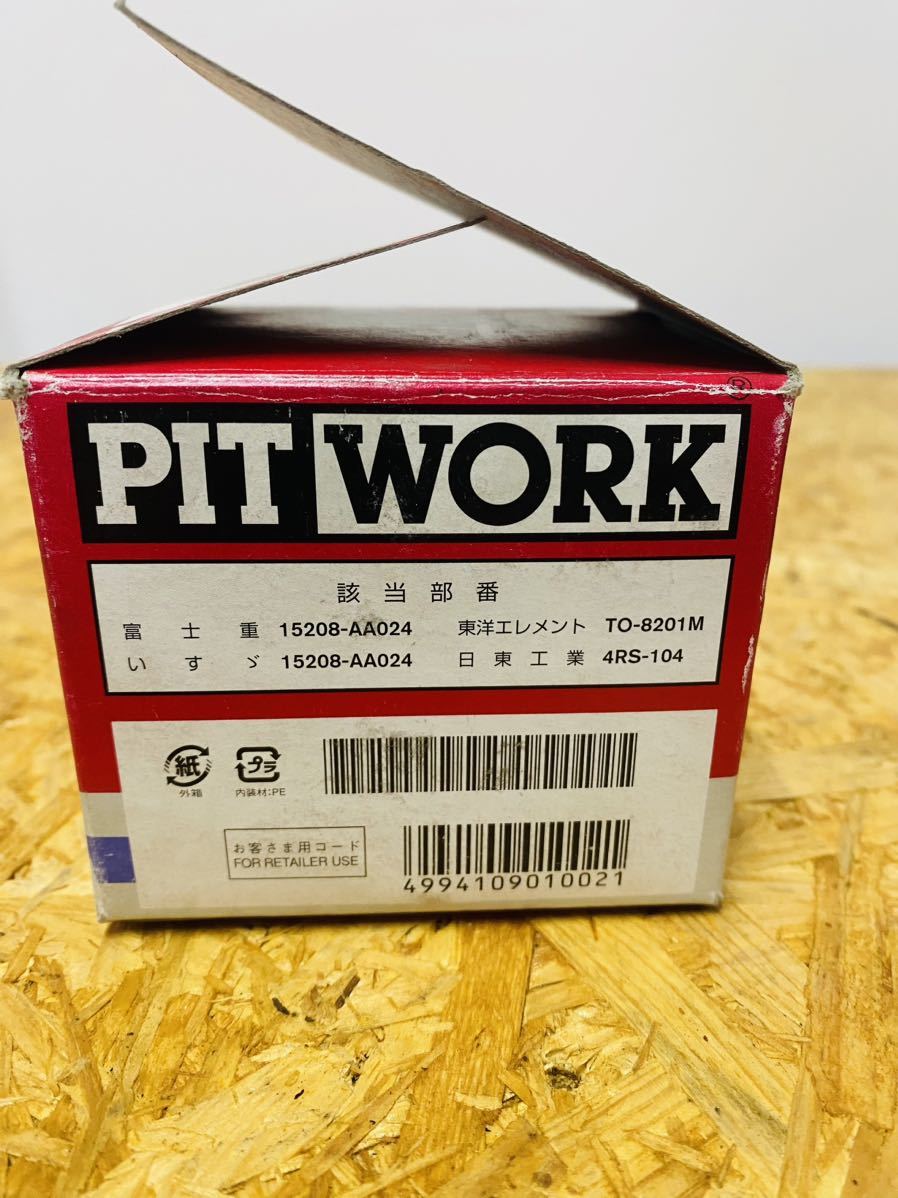 PIT WORK ®
該当部番
富士重 15208-AA024 東洋エレメント TO-8201M
いすゞ 15208-AA024 日東工業 4RS-104
紙 プラ
外箱 内装材:PE
お客さま用コード
FOR RETAILER USE
4994109010021